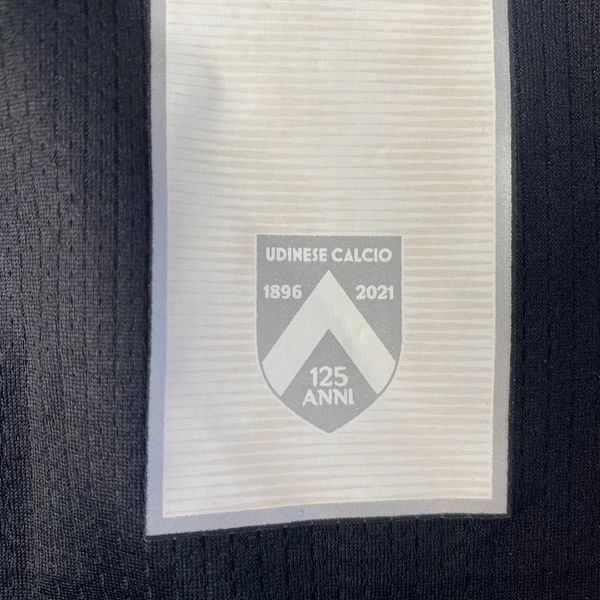 UDINESE CALCIO
1896 2021
125
ANNI